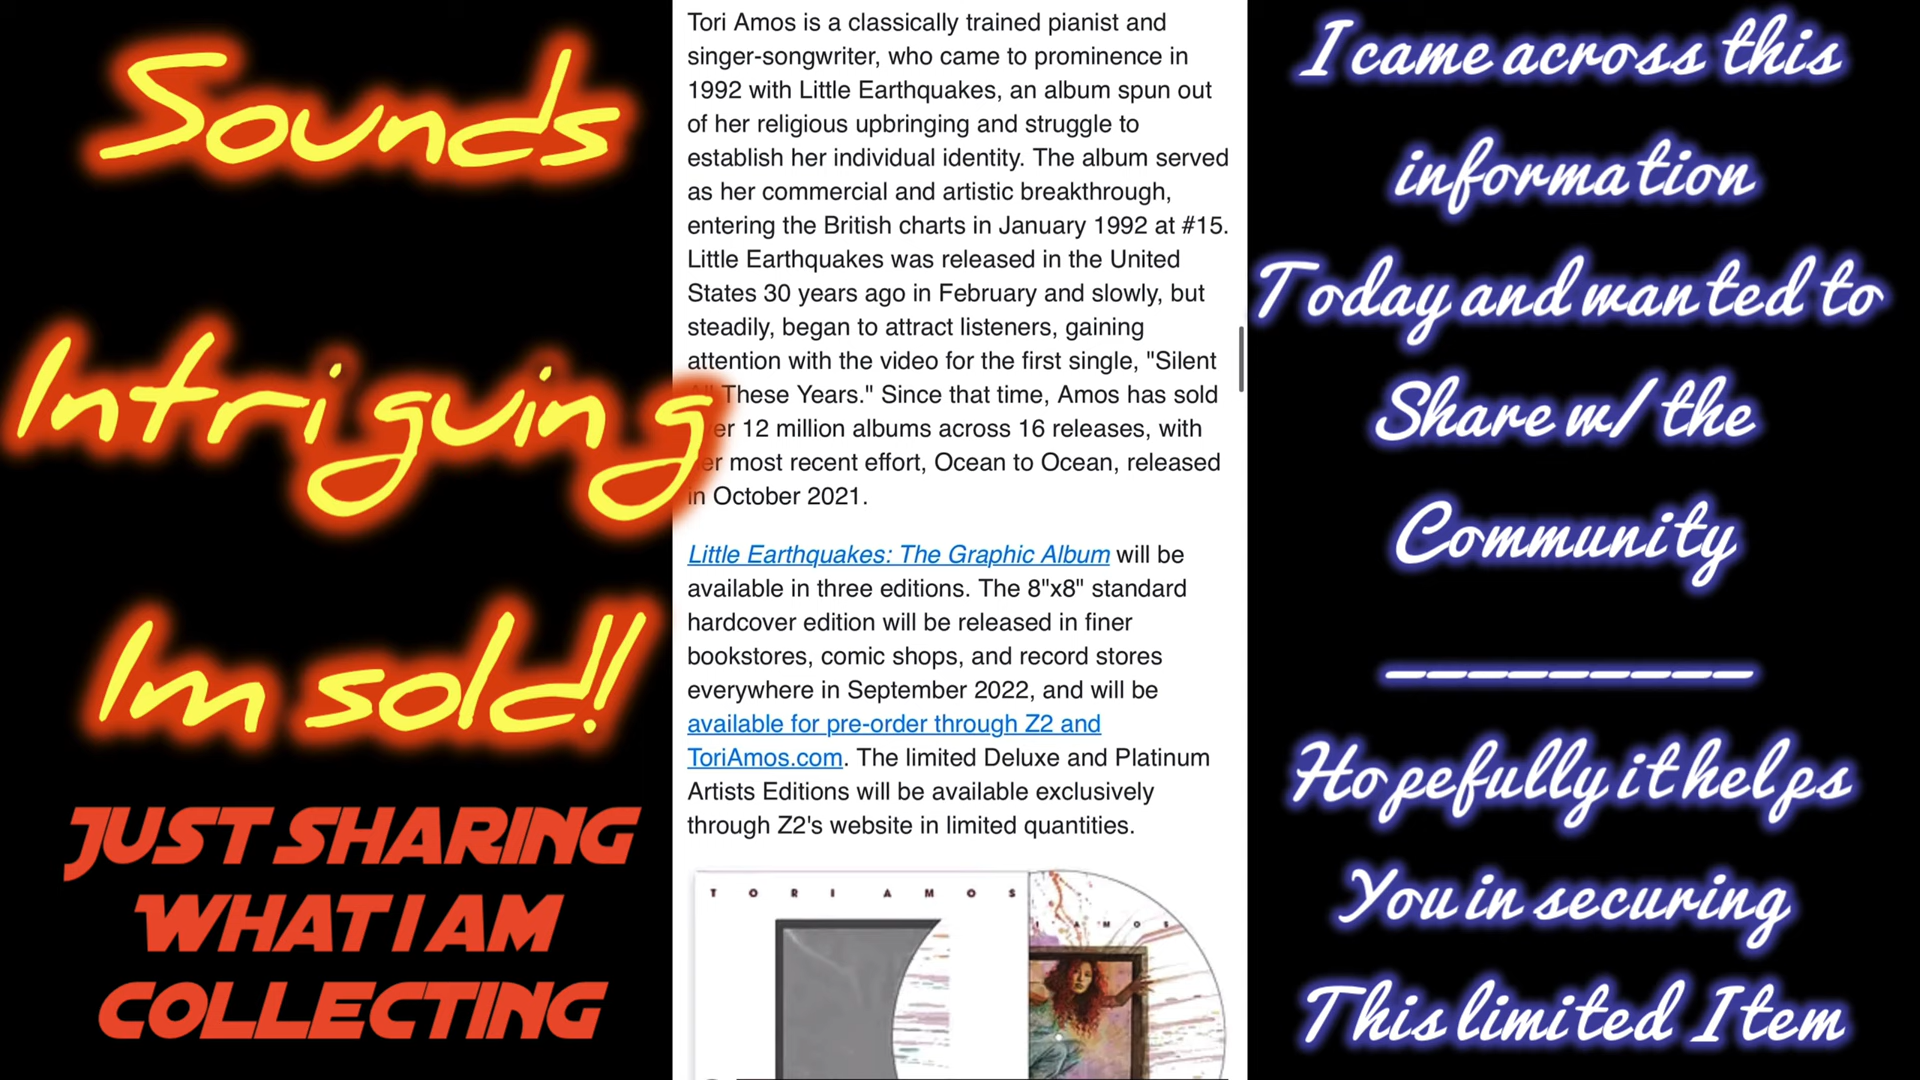 Sounds
Intriguing
Im sold!!
JUST SHARING
WHAT I AM
COLLECTING
Tori Amos is a classically trained pianist and
singer-songwriter, who came to prominence in
1992 with Little Earthquakes, an album spun out
of her religious upbringing and struggle to
establish her individual identity. The album served
as her commercial and artistic breakthrough,
entering the British charts in January 1992 at #15.
Little Earthquakes was released in the United
States 30 years ago in February and slowly, but
steadily, began to attract listeners, gaining
attention with the video for the first single, "Silent
All These Years." Since that time, Amos has sold
over 12 million albums across 16 releases, with
her most recent effort, Ocean to Ocean, released
in October 2021.
Little Earthquakes: The Graphic Album will be
available in three editions. The 8"x8" standard
hardcover edition will be released in finer
bookstores, comic shops, and record stores
everywhere in September 2022, and will be
available for pre-order through Z2 and
ToriAmos.com. The limited Deluxe and Platinum
Artists Editions will be available exclusively
through Z2's website in limited quantities.
TORI AMOS
I AMOS
I came across this
information
Today and wanted to
Share w/ the
Community
__________
Hopefully it helps
You in securing
This limited Item